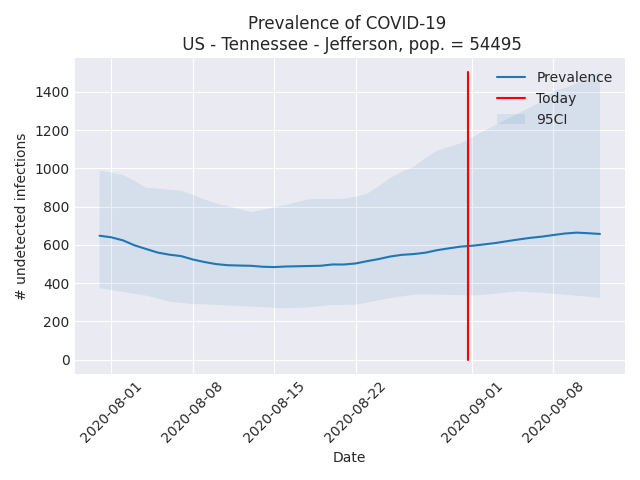 Prevalence of COVID-19
US - Tennessee - Jefferson, pop. = 54495
Prevalence
Today
95CI
1400
1200
1000
800
600
400
200
0
# undetected infections
2020-08-01
2020-08-08
2020-08-15
2020-08-22
2020-09-01
2020-09-08
Date